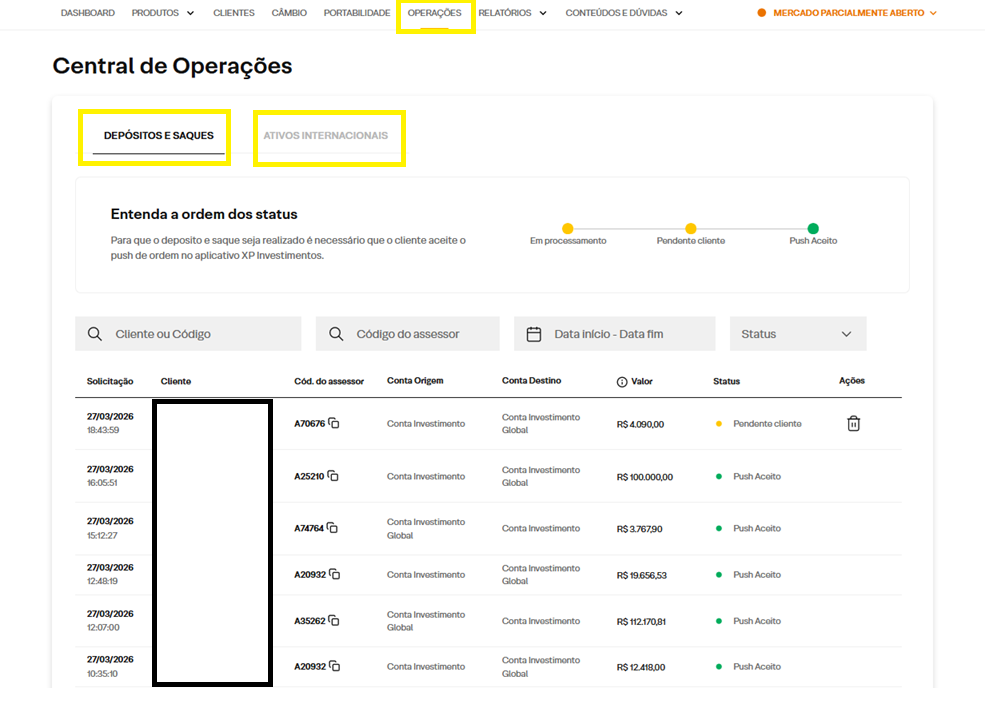 DASHBOARD PRODUTOS CLIENTES CÂMBIO PORTABILIDADE OPERAÇÕES RELATÓRIOS CONTEÚDOS E DÚVIDAS MERCADO PARCIALMENTE ABERTO
Central de Operações
DEPÓSITOS E SAQUES ATIVOS INTERNACIONAIS
Entenda a ordem dos status
Para que o deposito e saque seja realizado é necessário que o cliente aceite o
push de ordem no aplicativo XP Investimentos.
Em processamento Pendente cliente Push Aceito
Cliente ou Código Código do assessor Data início - Data fim Status
Solicitação Cliente Cód. do assessor Conta Origem Conta Destino Valor Status Ações
27/03/2026
18:43:59
A70676 Conta Investimento
Conta Investimento
Global
R$ 4.090,00 Pendente cliente
27/03/2026
16:05:51
A25210 Conta Investimento
Conta Investimento
Global
R$ 100.000,00 Push Aceito
27/03/2026
15:12:27
A74764
Conta Investimento
Global
Conta Investimento R$ 3.767,90 Push Aceito
27/03/2026
12:48:19
A20932 Conta Investimento
Conta Investimento
Global
R$ 19.656,53 Push Aceito
27/03/2026
12:07:00
A35262
Conta Investimento
Global
Conta Investimento R$ 112.170,81 Push Aceito
27/03/2026
10:35:10
A20932 Conta Investimento
Conta Investimento
Global
R$ 12.418,00 Push Aceito